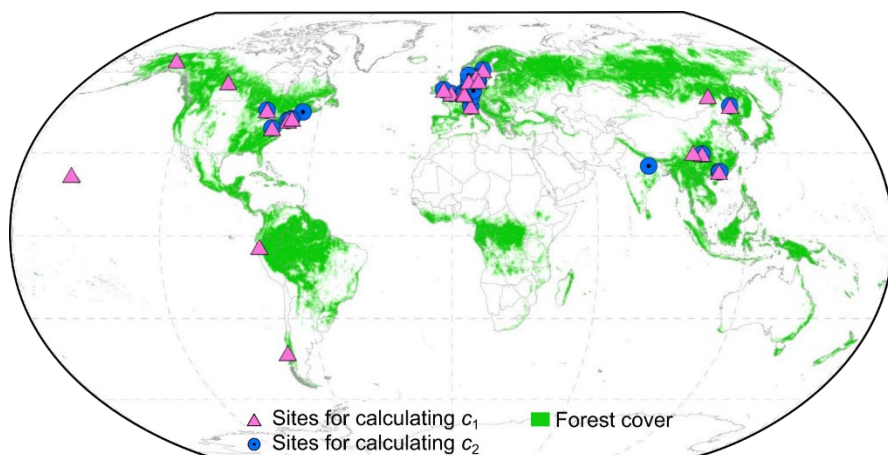 Sites for calculating c₁ Forest cover
Sites for calculating c₂